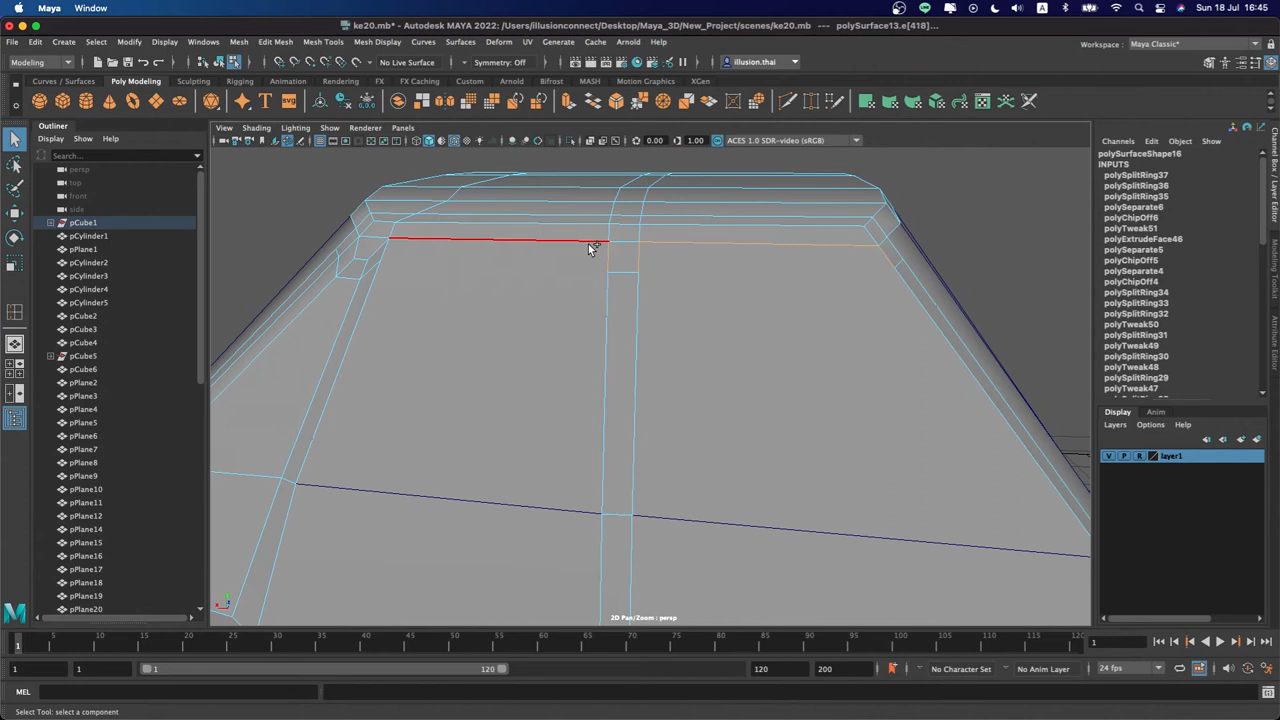 Maya Window Sun 18 Jul 16:45
ke20.mb* - Autodesk MAYA 2022: /Users/illusionconnect/Desktop/Maya_3D/New_Project/scenes/ke20.mb --- polySurface13.e[418]...
File Edit Create Select Modify Display Windows Mesh Edit Mesh Mesh Tools Mesh Display Curves Surfaces Deform UV Generate Cache Arnold Help Workspace : Maya Classic*
Modeling No Live Surface Symmetry: Off illusion.thai
Curves / Surfaces Poly Modeling Sculpting Rigging Animation Rendering FX FX Caching Custom Arnold Bifrost MASH Motion Graphics XGen
Outliner
Display Show Help
Search...
persp
top
front
side
pCube1
pCylinder1
pPlane1
pCylinder2
pCylinder3
pCylinder4
pCylinder5
pCube2
pCube3
pCube4
pCube5
pCube6
pPlane2
pPlane3
pPlane4
pPlane5
pPlane6
pPlane7
pPlane8
pPlane9
pPlane10
pPlane11
pPlane12
pPlane14
pPlane15
pPlane16
pPlane17
pPlane18
pPlane19
pPlane20
View Shading Lighting Show Renderer Panels
0.00 1.00 ACES 1.0 SDR-video (sRGB)
2D Pan/Zoom : persp
Channels Edit Object Show
polySurfaceShape16
INPUTS
polySplitRing37
polySplitRing36
polySplitRing35
polySeparate6
polyChipOff6
polyTweak51
polyExtrudeFace46
polySeparate5
polyChipOff5
polySeparate4
polyChipOff4
polySplitRing34
polySplitRing33
polySplitRing32
polyTweak50
polySplitRing31
polyTweak49
polySplitRing30
polyTweak48
polySplitRing29
polyTweak47
Display Anim
Layers Options Help
V P R layer1
Channel Box / Layer Editor
Modeling Toolkit
Attribute Editor
5 10 15 20 25 30 35 40 45 50 55 60 65 70 75 80 85 90 95 100 105 110 115 120
1 1
1 1 1 120 120 200 No Character Set No Anim Layer 24 fps
MEL
Select Tool: select a component